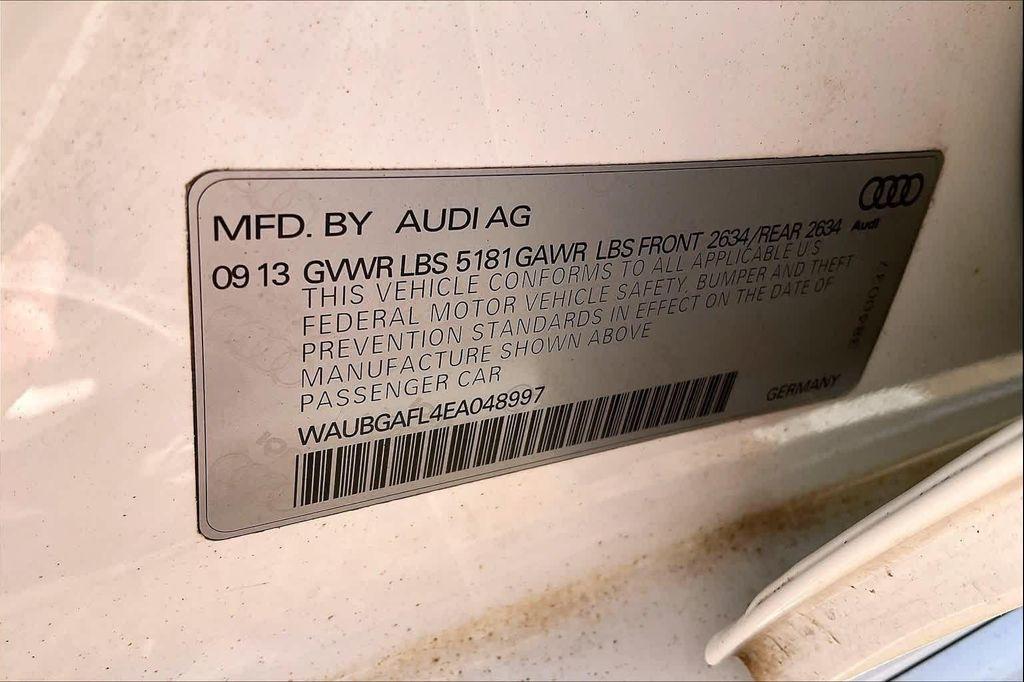 MFD. BY AUDI AG
Audi
09 13 GVWR LBS 5181 GAWR LBS FRONT 2634/REAR 2634
THIS VEHICLE CONFORMS TO ALL APPLICABLE U.S
FEDERAL MOTOR VEHICLE SAFETY, BUMPER AND THEFT
PREVENTION STANDARDS IN EFFECT ON THE DATE OF
MANUFACTURE SHOWN ABOVE
PASSENGER CAR
WAUBGAFL4EA048997
GERMANY